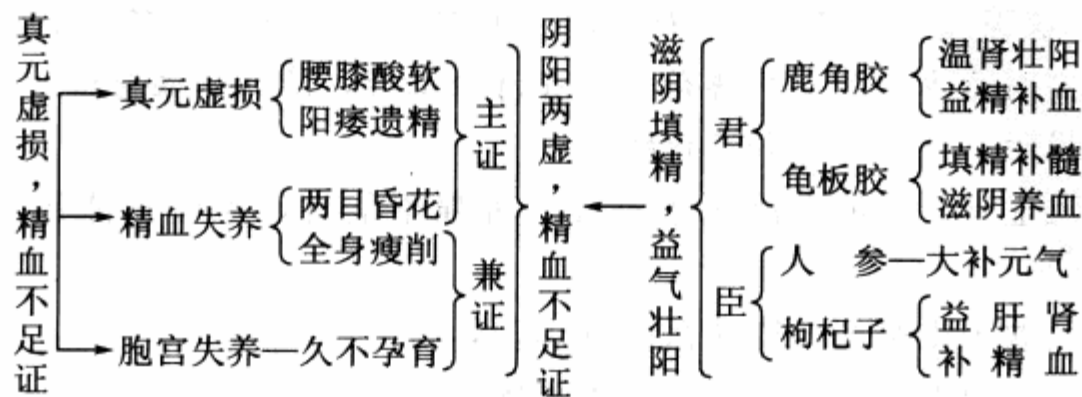 真元虚损，精血不足证
真元虚损
腰膝酸软
阳痿遗精
精血失养
两目昏花
全身瘦削
胞宫失养—久不孕育
主证
兼证
阴阳两虚，精血不足证
滋阴填精，益气壮阳
君
鹿角胶
温肾壮阳
益精补血
龟板胶
填精补髓
滋阴养血
臣
人 参—大补元气
枸杞子
益肝肾
补精血